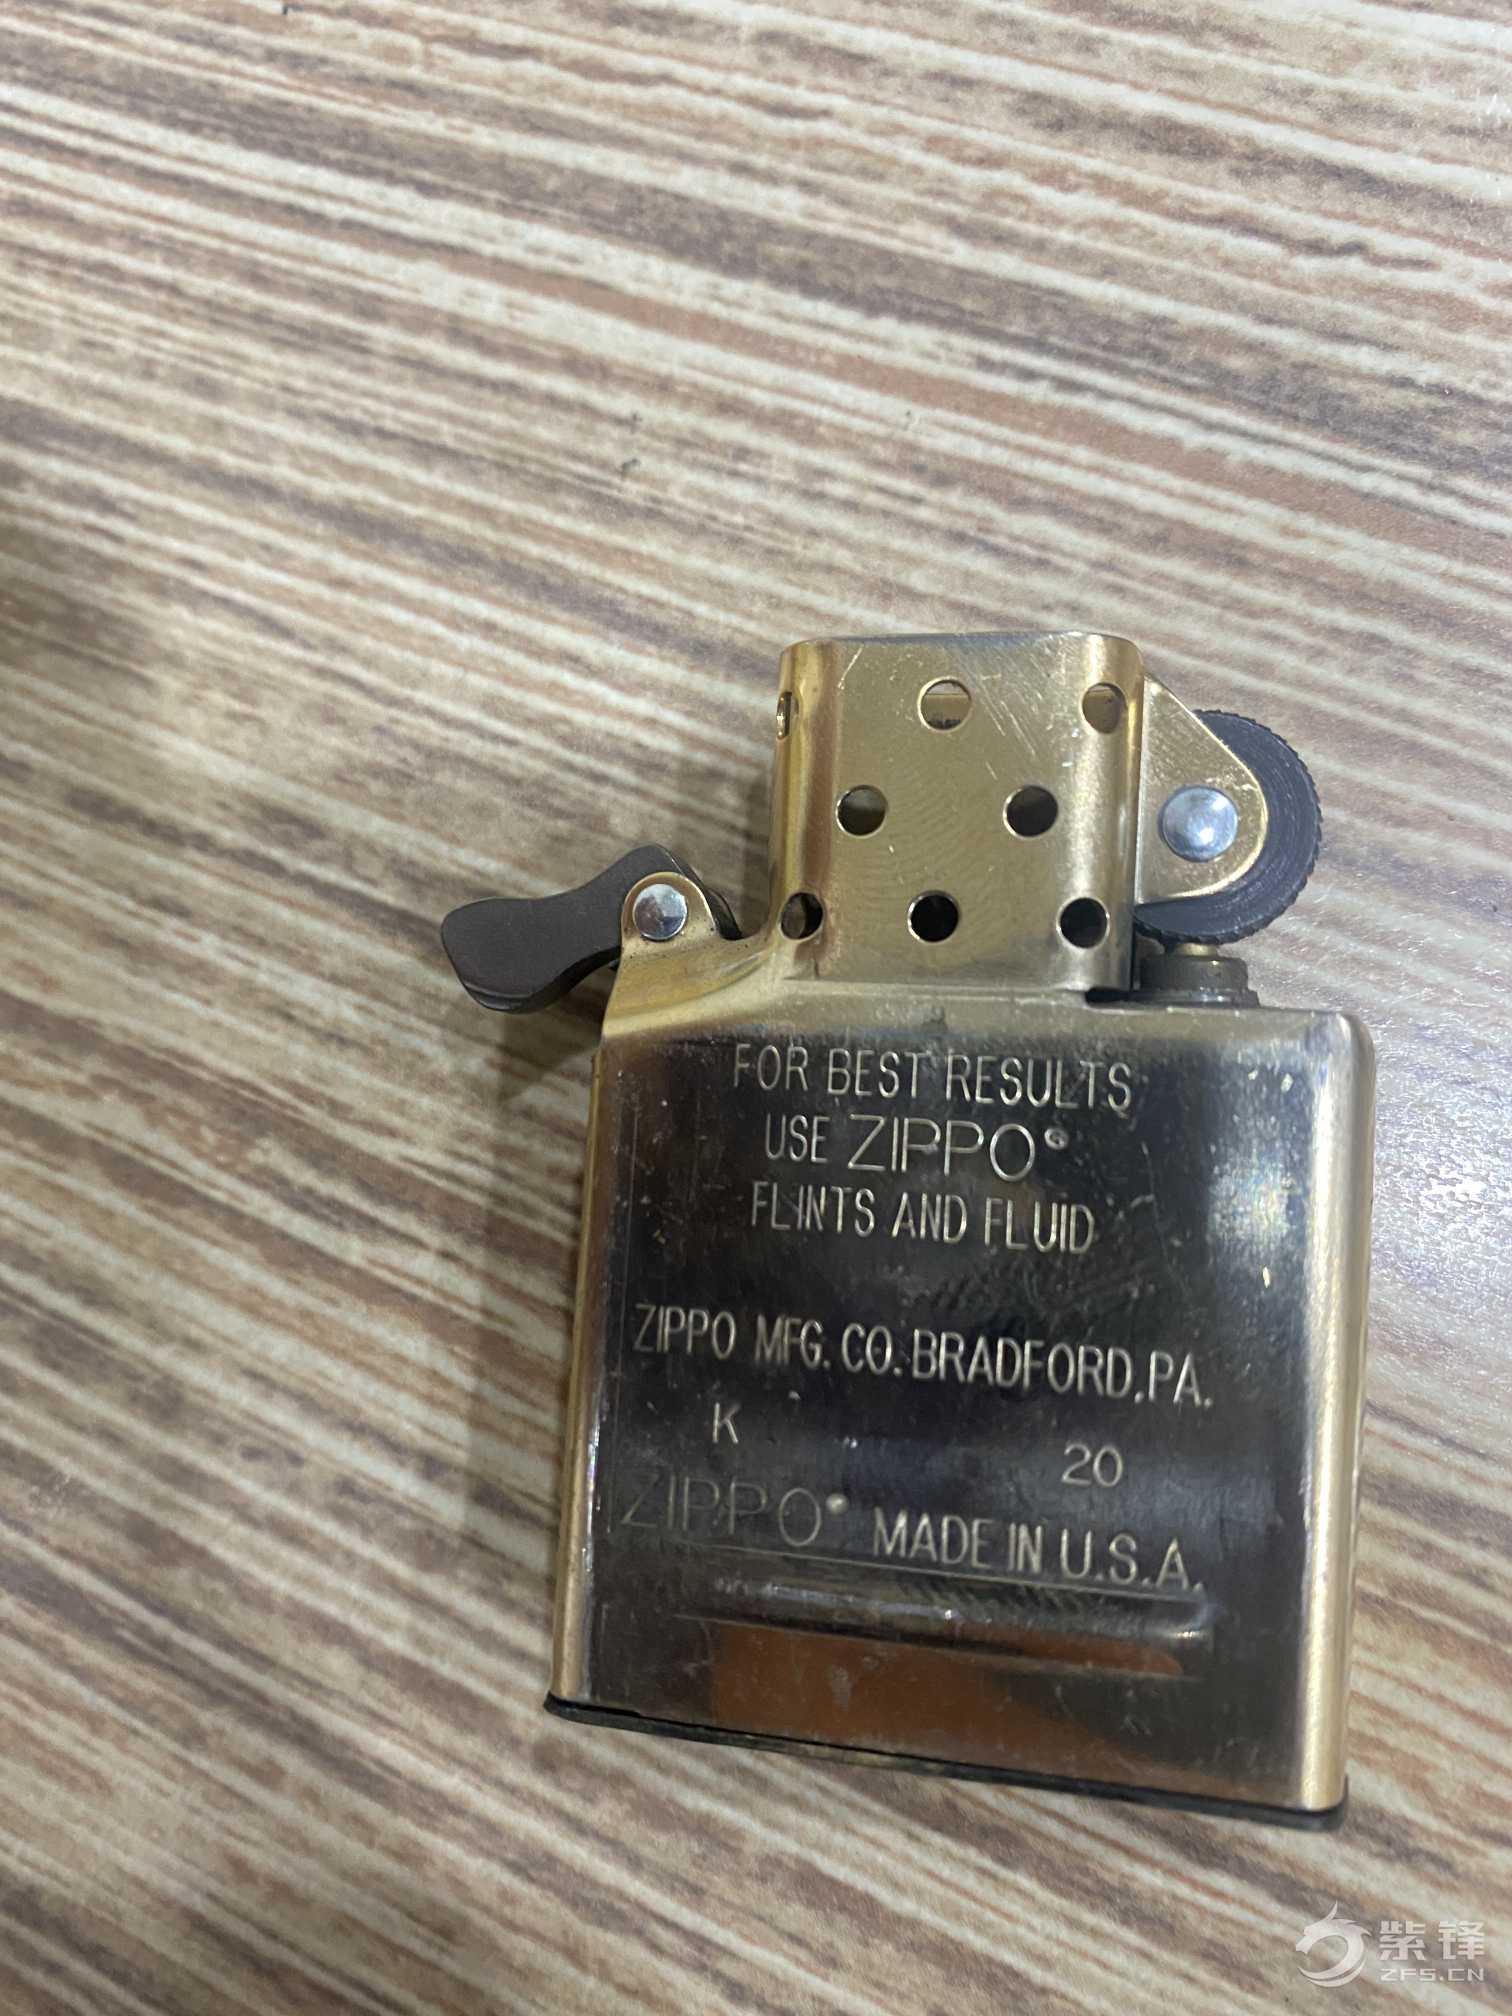 FOR BEST RESULTS
USE ZIPPO®
FLINTS AND FLUID
ZIPPO MFG. CO. BRADFORD, PA.
K 20
ZIPPO® MADE IN U.S.A.
紫锋
ZFS.CN